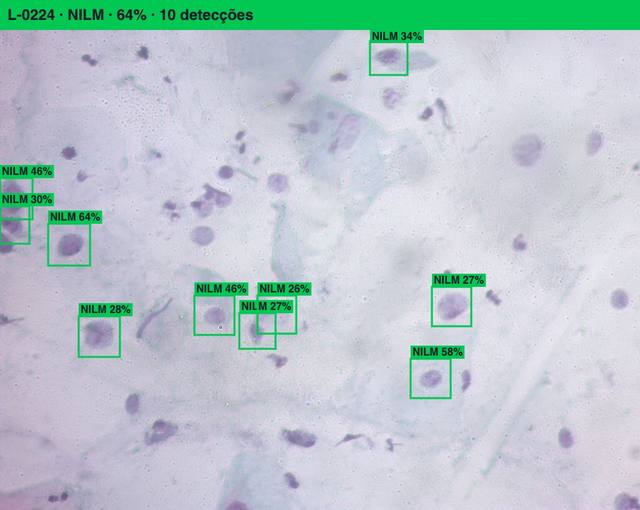 L-0224 · NILM · 64% · 10 detecções
NILM 34%
NILM 46%
NILM 30%
NILM 64%
NILM 28%
NILM 46%
NILM 26%
NILM 27%
NILM 27%
NILM 58%